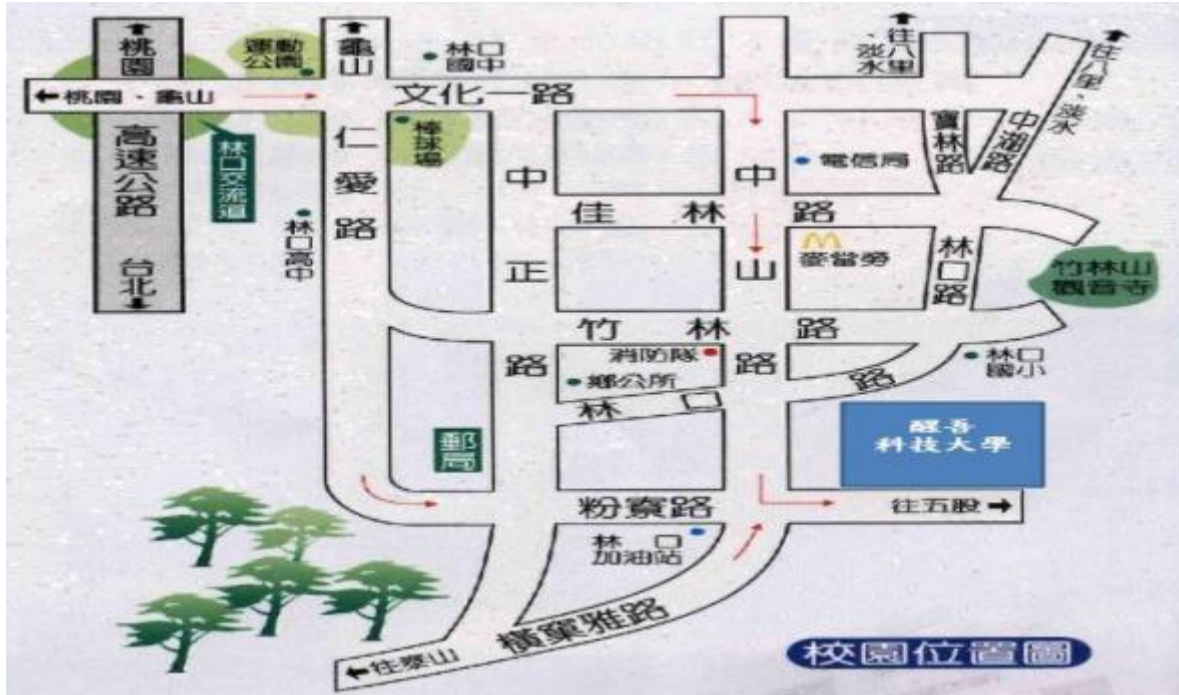 桃園
運動
公園
龜山
林口
國中
往八里
、淡水
往八里、淡水
←桃園、龜山
文化一路
高速公路
台北
林口交流道
仁愛路
棒球場
林口高中
中正路
中山路
電信局
寶林路
中湖路
佳林路
麥當勞
林口路
竹林山
觀音寺
竹林路
消防隊
鄉公所
林口路
林口
國小
郵局
醒吾
科技大學
粉寮路
往五股→
林口
加油站
橫窠雅路
←往泰山
校園位置圖